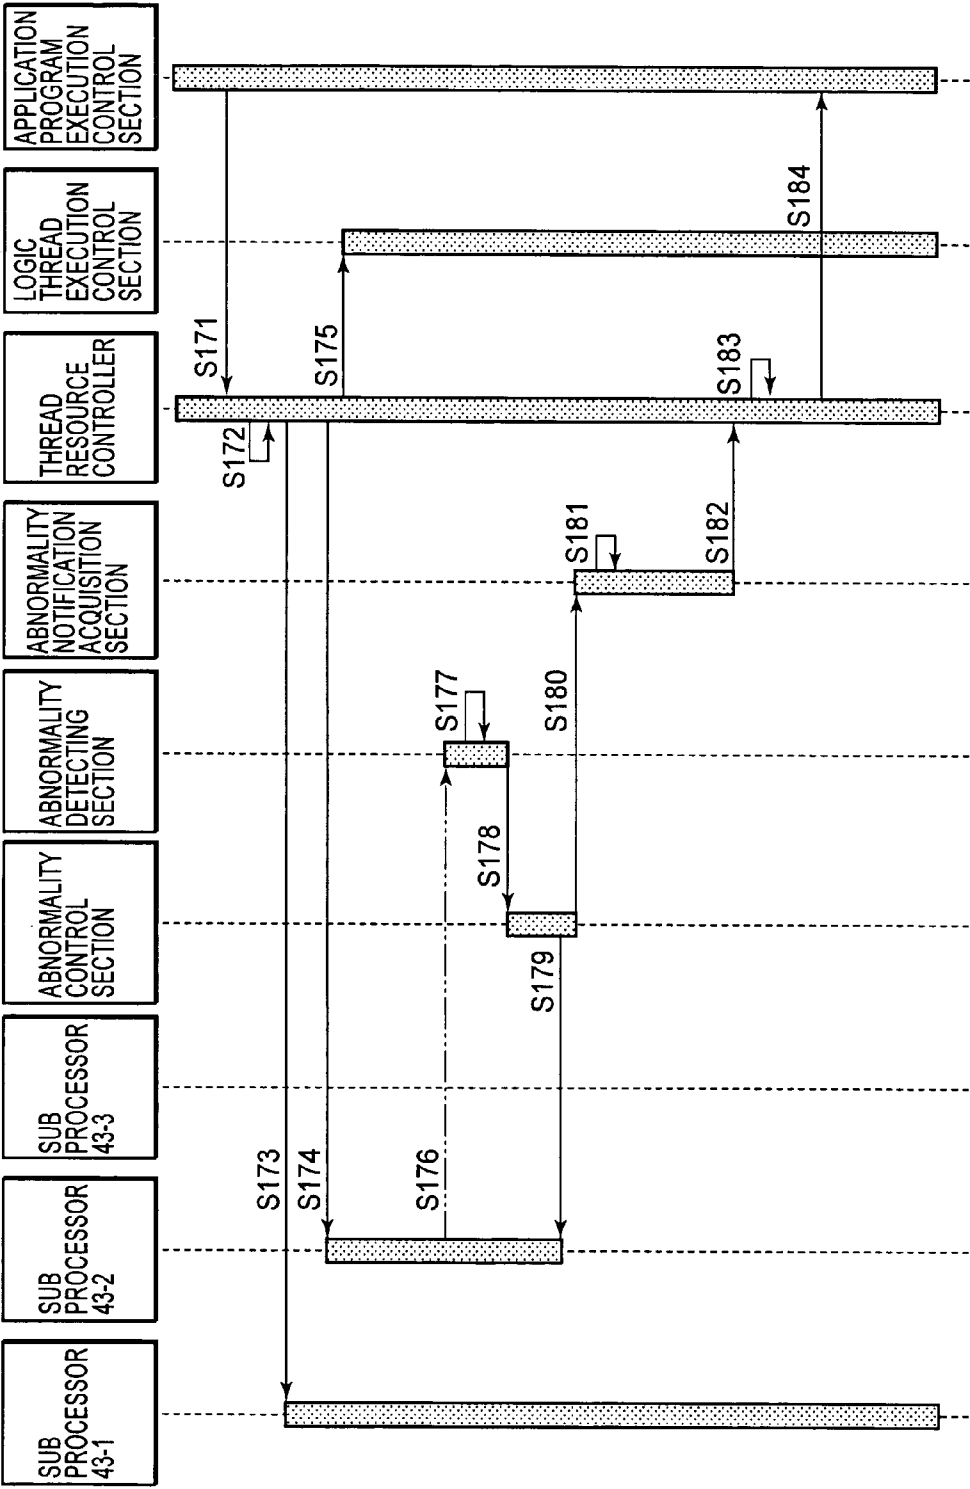 APPLICATION
PROGRAM
EXECUTION
CONTROL
SECTION
LOGIC
THREAD
EXECUTION
CONTROL
SECTION
THREAD
RESOURCE
CONTROLLER
ABNORMALITY
NOTIFICATION
ACQUISITION
SECTION
ABNORMALITY
DETECTING
SECTION
ABNORMALITY
CONTROL
SECTION
SUB
PROCESSOR
43-3
SUB
PROCESSOR
43-2
SUB
PROCESSOR
43-1
S171
S172
S173
S174
S175
S176
S177
S178
S179
S180
S181
S182
S183
S184